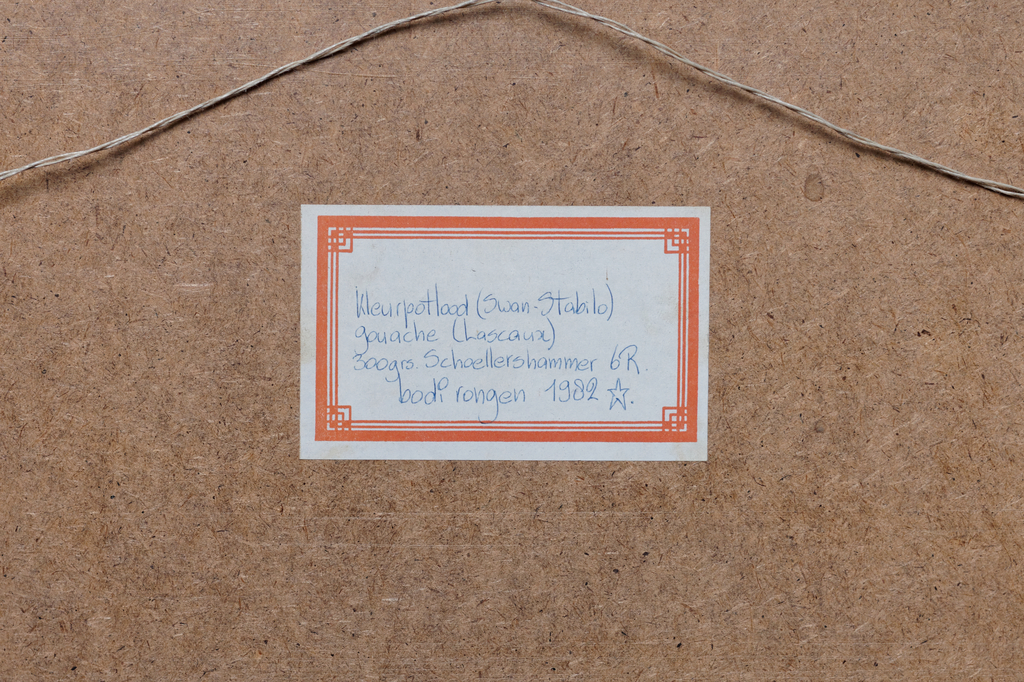 Kleurpotlood (Swan-Stabilo)
gouache (Lascaux)
300grs. Schoellershammer 6R.
bodi rongen 1982 ☆.